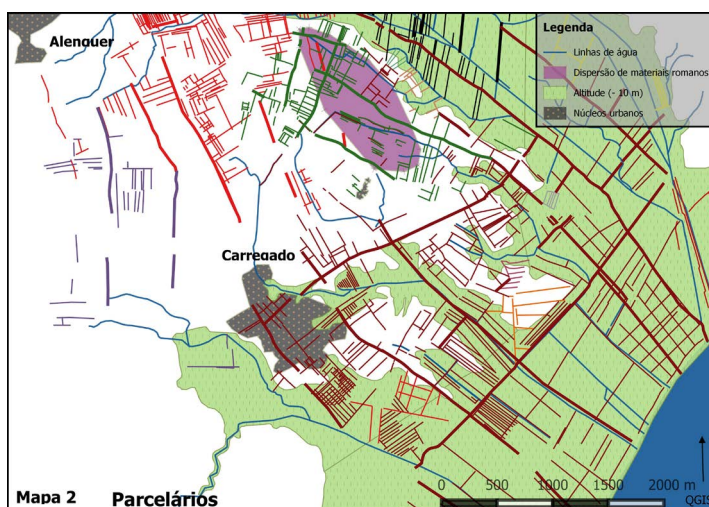 Alenquer
Legenda
Linhas de água
Dispersão de materiais romanos
Altitude (- 10 m)
Núcleos urbanos
Carregado
Mapa 2
Parcelários
0 500 1000 1500 2000 m
QGIS